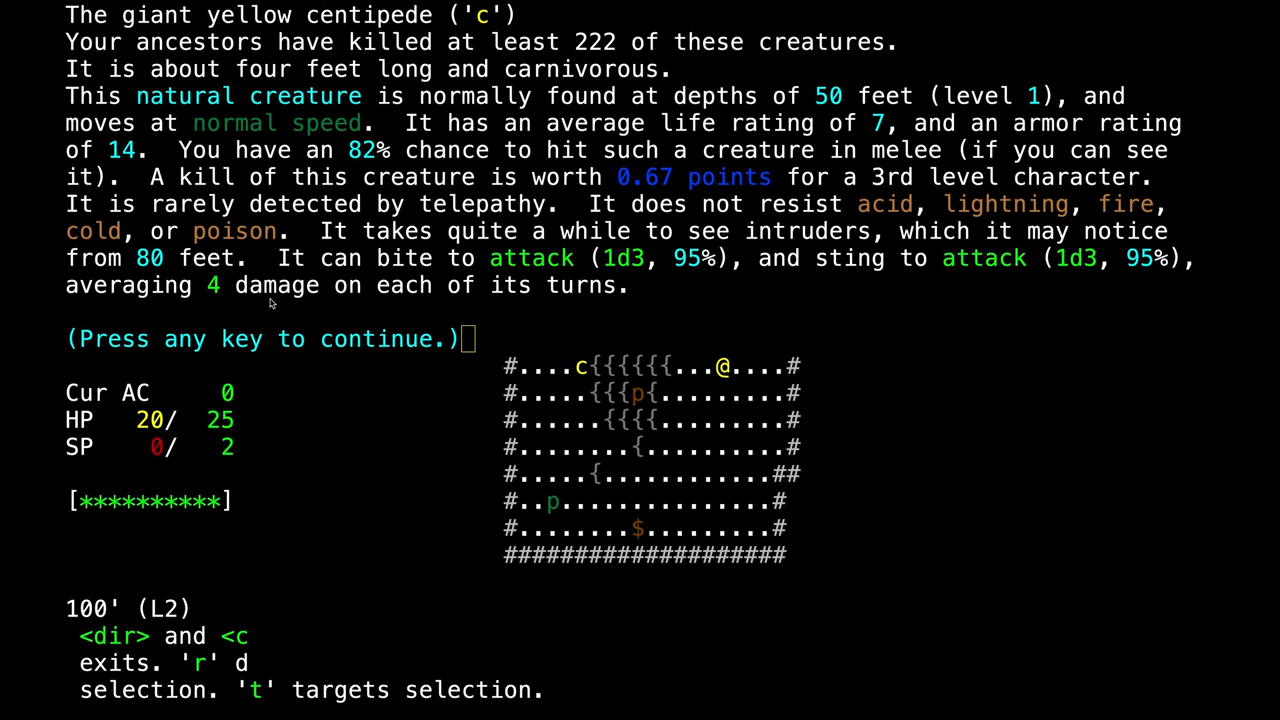 The giant yellow centipede ('c')
Your ancestors have killed at least 222 of these creatures.
It is about four feet long and carnivorous.
This natural creature is normally found at depths of 50 feet (level 1), and
moves at normal speed.  It has an average life rating of 7, and an armor rating
of 14.  You have an 82% chance to hit such a creature in melee (if you can see
it).  A kill of this creature is worth 0.67 points for a 3rd level character.
It is rarely detected by telepathy.  It does not resist acid, lightning, fire,
cold, or poison.  It takes quite a while to see intruders, which it may notice
from 80 feet.  It can bite to attack (1d3, 95%), and sting to attack (1d3, 95%),
averaging 4 damage on each of its turns.
(Press any key to continue.)
#....c{{{{{{...@....#
Cur AC     0 #.....{{{p{.........#
HP   20/  25 #......{{{{.........#
SP    0/   2 #........{..........#
#.....{............##
[**********] #..p...............#
#........$.........#
####################
100' (L2)
<dir> and <c
exits. 'r' d
selection. 't' targets selection.